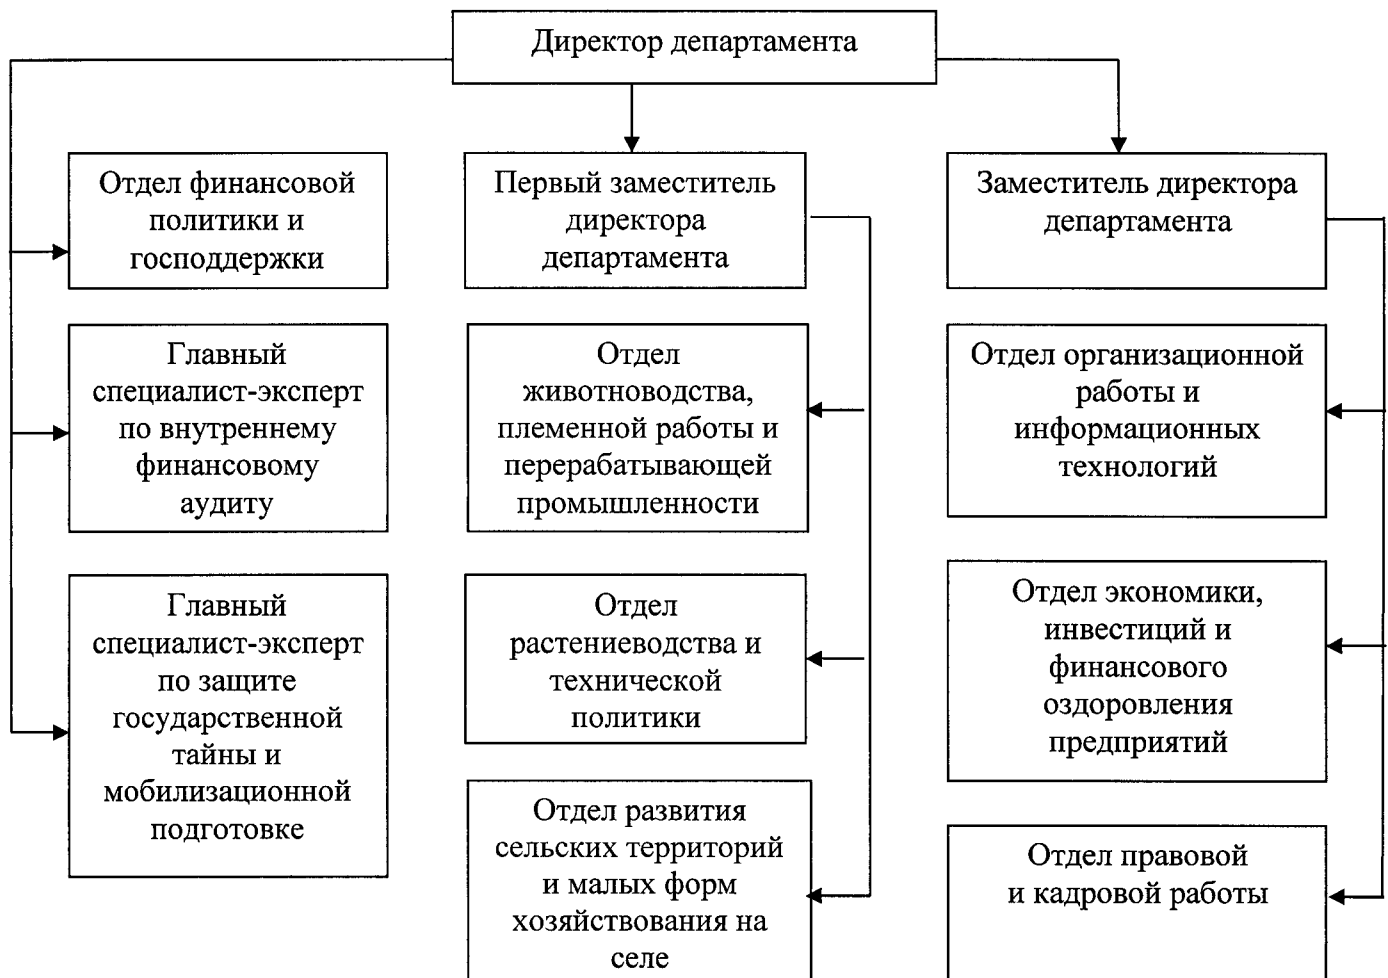 Директор департамента
Отдел финансовой
политики и
господдержки
Первый заместитель
директора
департамента
Заместитель директора
департамента
Главный
специалист-эксперт
по внутреннему
финансовому
аудиту
Отдел
животноводства,
племенной работы и
перерабатывающей
промышленности
Отдел организационной
работы и
информационных
технологий
Главный
специалист-эксперт
по защите
государственной
тайны и
мобилизационной
подготовке
Отдел
растениеводства и
технической
политики
Отдел экономики,
инвестиций и
финансового
оздоровления
предприятий
Отдел развития
сельских территорий
и малых форм
хозяйствования на
селе
Отдел правовой
и кадровой работы